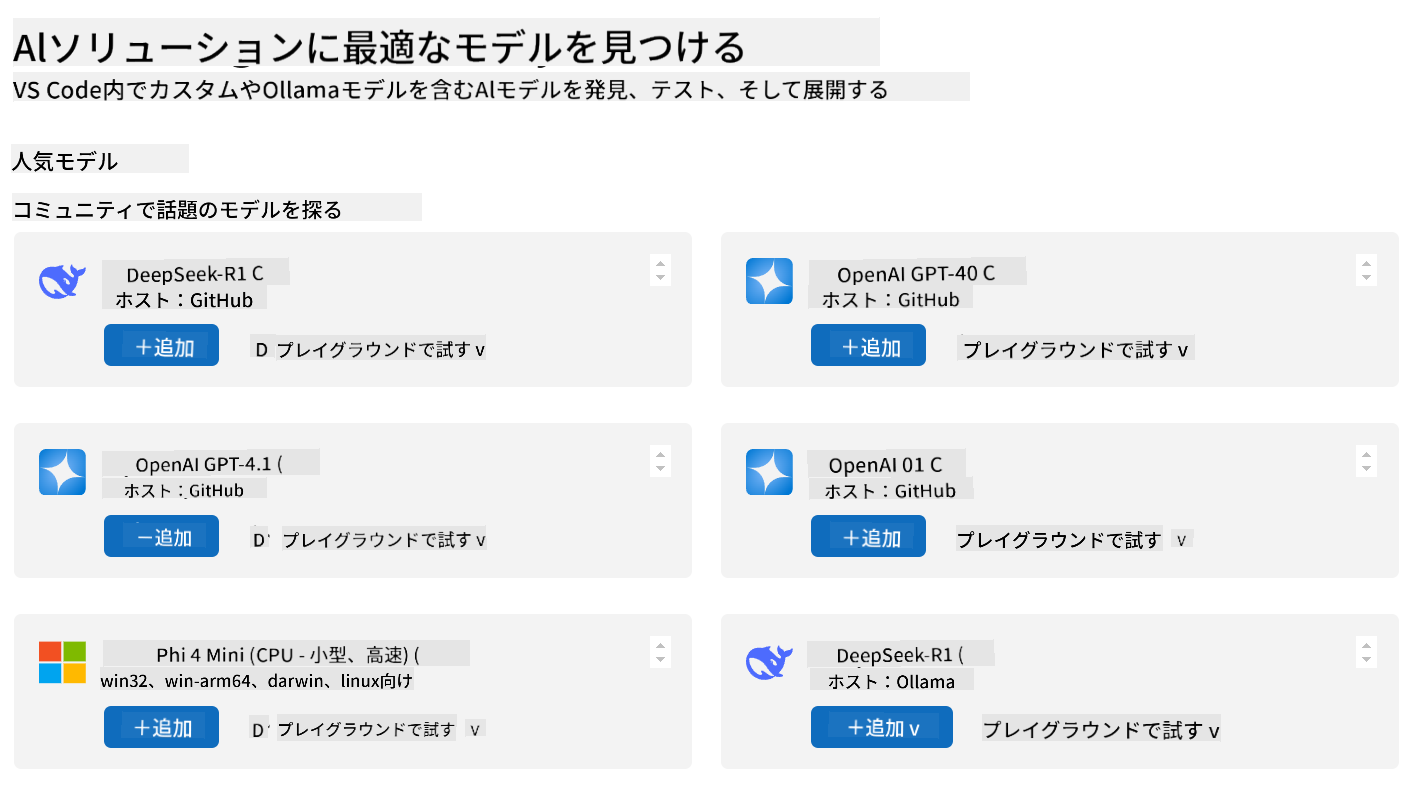 AIソリューションに最適なモデルを見つける
VS Code内でカスタムやOllamaモデルを含むAIモデルを発見、テスト、そして展開する
人気モデル
コミュニティで話題のモデルを探る
DeepSeek-R1 C
ホスト：GitHub
＋追加
D プレイグラウンドで試す v
OpenAI GPT-40 C
ホスト：GitHub
＋追加
プレイグラウンドで試す v
OpenAI GPT-4.1 (
ホスト：GitHub
－追加
D プレイグラウンドで試す v
OpenAI 01 C
ホスト：GitHub
＋追加
プレイグラウンドで試す v
Phi 4 Mini (CPU - 小型、高速) (
win32、win-arm64、darwin、linux向け
＋追加
D プレイグラウンドで試す v
DeepSeek-R1 (
ホスト：Ollama
＋追加 v
プレイグラウンドで試す v